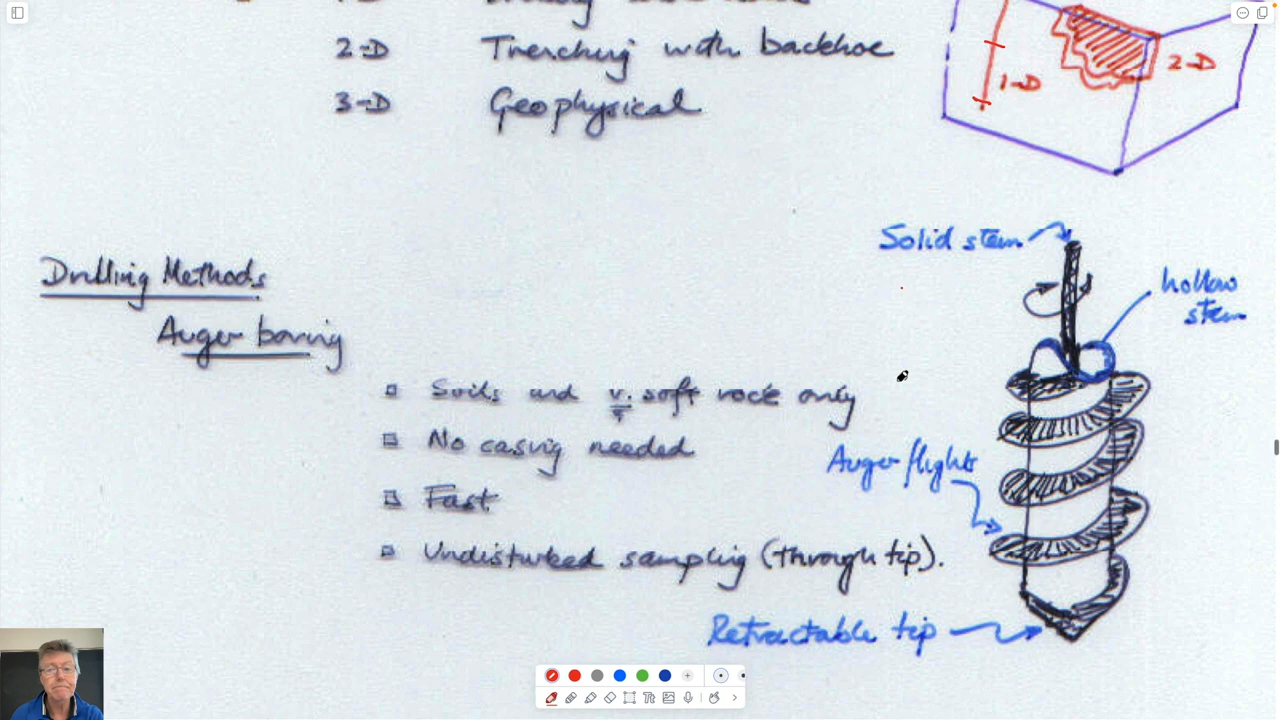 2-D Trenching with backhoe
3-D Geophysical
1-D
2-D
Solid stem
hollow
stem
Drilling Methods
Auger boring
Soils and v. soft rock only
No casing needed
Auger flights
Fast
Undisturbed sampling (through tip).
Retractable tip